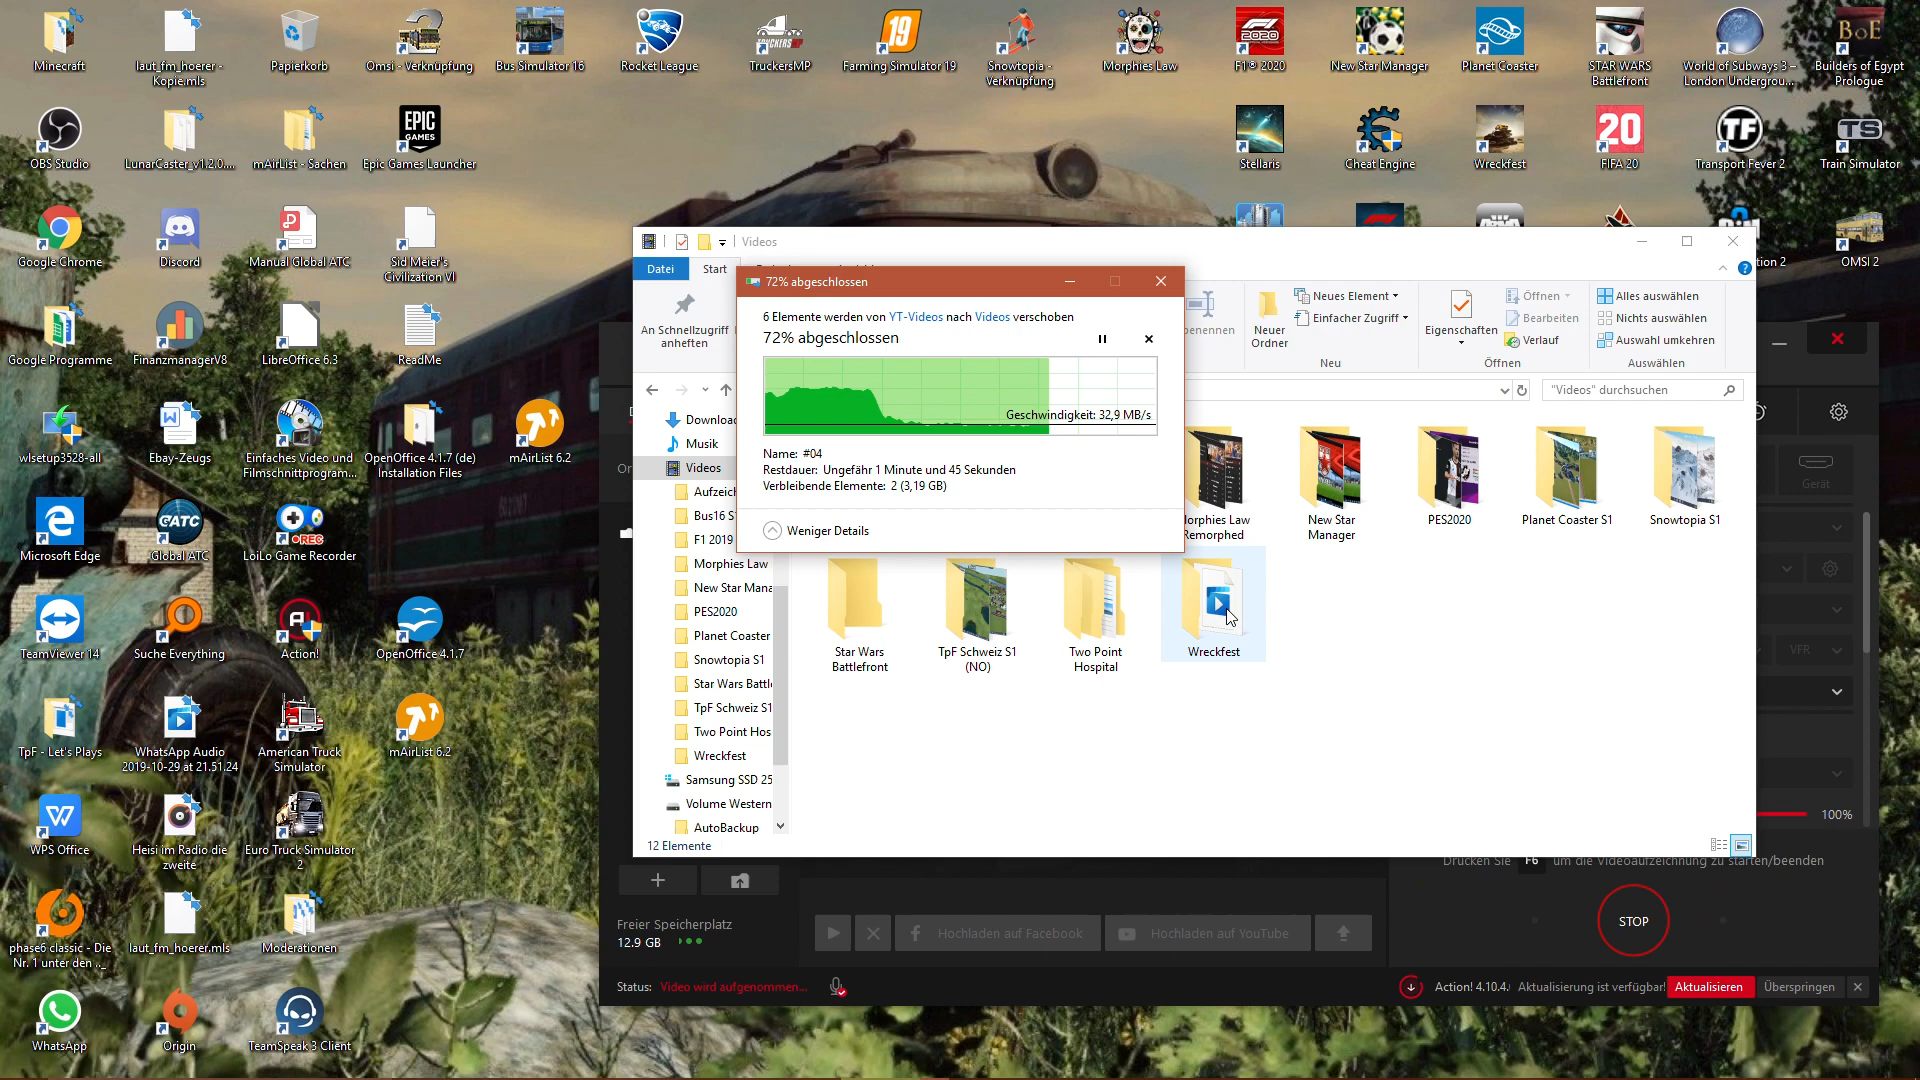 Minecraft
laut_fm_hoerer - Kopie.mls
Papierkorb
Omsi - Verknüpfung
Bus Simulator 16
Rocket League
TruckersMP
Farming Simulator 19
Snowtopia - Verknüpfung
Morphies Law
F1® 2020
New Star Manager
Planet Coaster
STAR WARS Battlefront
World of Subways 3 – London Undergrou...
Builders of Egypt Prologue
OBS Studio
LunarCaster_v1.2.0....
mAirList - Sachen
Epic Games Launcher
Stellaris
Cheat Engine
Wreckfest
FIFA 20
Transport Fever 2
Train Simulator
Google Chrome
Discord
Manual Global ATC
Sid Meier's Civilization VI
tion 2
OMSI 2
Google Programme
FinanzmanagerV8
LibreOffice 6.3
ReadMe
wlsetup3528-all
Ebay-Zeugs
Einfaches Video und Filmschnittprogram...
OpenOffice 4.1.7 (de) Installation Files
mAirList 6.2
Microsoft Edge
Global ATC
LoiLo Game Recorder
TeamViewer 14
Suche Everything
Action!
OpenOffice 4.1.7
TpF - Let's Plays
WhatsApp Audio 2019-10-29 at 21.51.24
American Truck Simulator
mAirList 6.2
WPS Office
Heisi im Radio die zweite
Euro Truck Simulator 2
phase6 classic - Die Nr. 1 unter den ...
laut_fm_hoerer.mls
Moderationen
WhatsApp
Origin
TeamSpeak 3 Client
Videos
Datei
Start
An Schnellzugriff anheften
benennen
Neuer Ordner
Neues Element
Einfacher Zugriff
Neu
Eigenschaften
Öffnen
Bearbeiten
Verlauf
Öffnen
Alles auswählen
Nichts auswählen
Auswahl umkehren
Auswählen
"Videos" durchsuchen
72% abgeschlossen
6 Elemente werden von YT-Videos nach Videos verschoben
72% abgeschlossen
Geschwindigkeit: 32,9 MB/s
Name: #04
Restdauer: Ungefähr 1 Minute und 45 Sekunden
Verbleibende Elemente: 2 (3,19 GB)
Weniger Details
Downloa
Musik
Videos
Aufzeich
Bus16 S
F1 2019
Morphies Law
New Star Mana
PES2020
Planet Coaster
Snowtopia S1
Star Wars Battle
TpF Schweiz S1
Two Point Hos
Wreckfest
Samsung SSD 25
Volume Western
AutoBackup
Morphies Law Remorphed
New Star Manager
PES2020
Planet Coaster S1
Snowtopia S1
Star Wars Battlefront
TpF Schweiz S1 (NO)
Two Point Hospital
Wreckfest
12 Elemente
Or
Gerät
VFR
100%
Drücken Sie F6 um die Videoaufzeichnung zu starten/beenden
STOP
Freier Speicherplatz
12.9 GB
Hochladen auf Facebook
Hochladen auf YouTube
Status: Video wird aufgenommen...
Action! 4.10.4. Aktualisierung ist verfügbar!
Aktualisieren
Überspringen